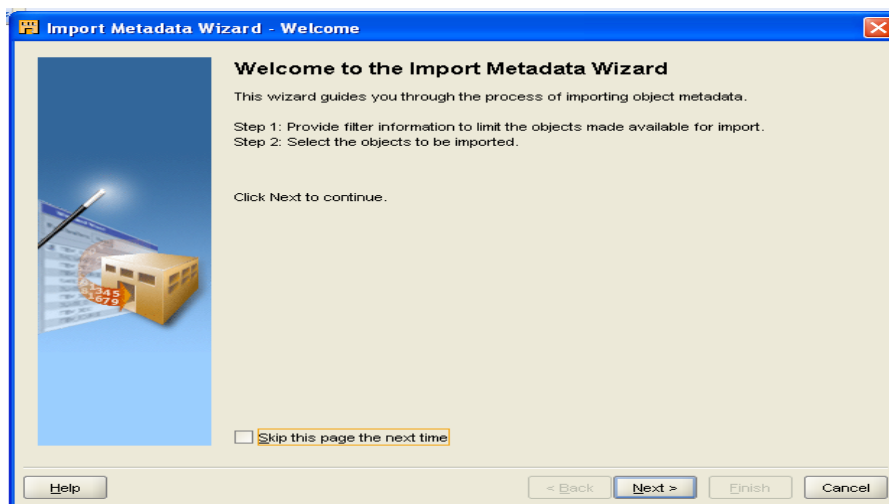 Import Metadata Wizard - Welcome
Welcome to the Import Metadata Wizard
This wizard guides you through the process of importing object metadata.
Step 1: Provide filter information to limit the objects made available for import.
Step 2: Select the objects to be imported.
Click Next to continue.
1345
1679
Skip this page the next time
Help
< Back
Next >
Finish
Cancel